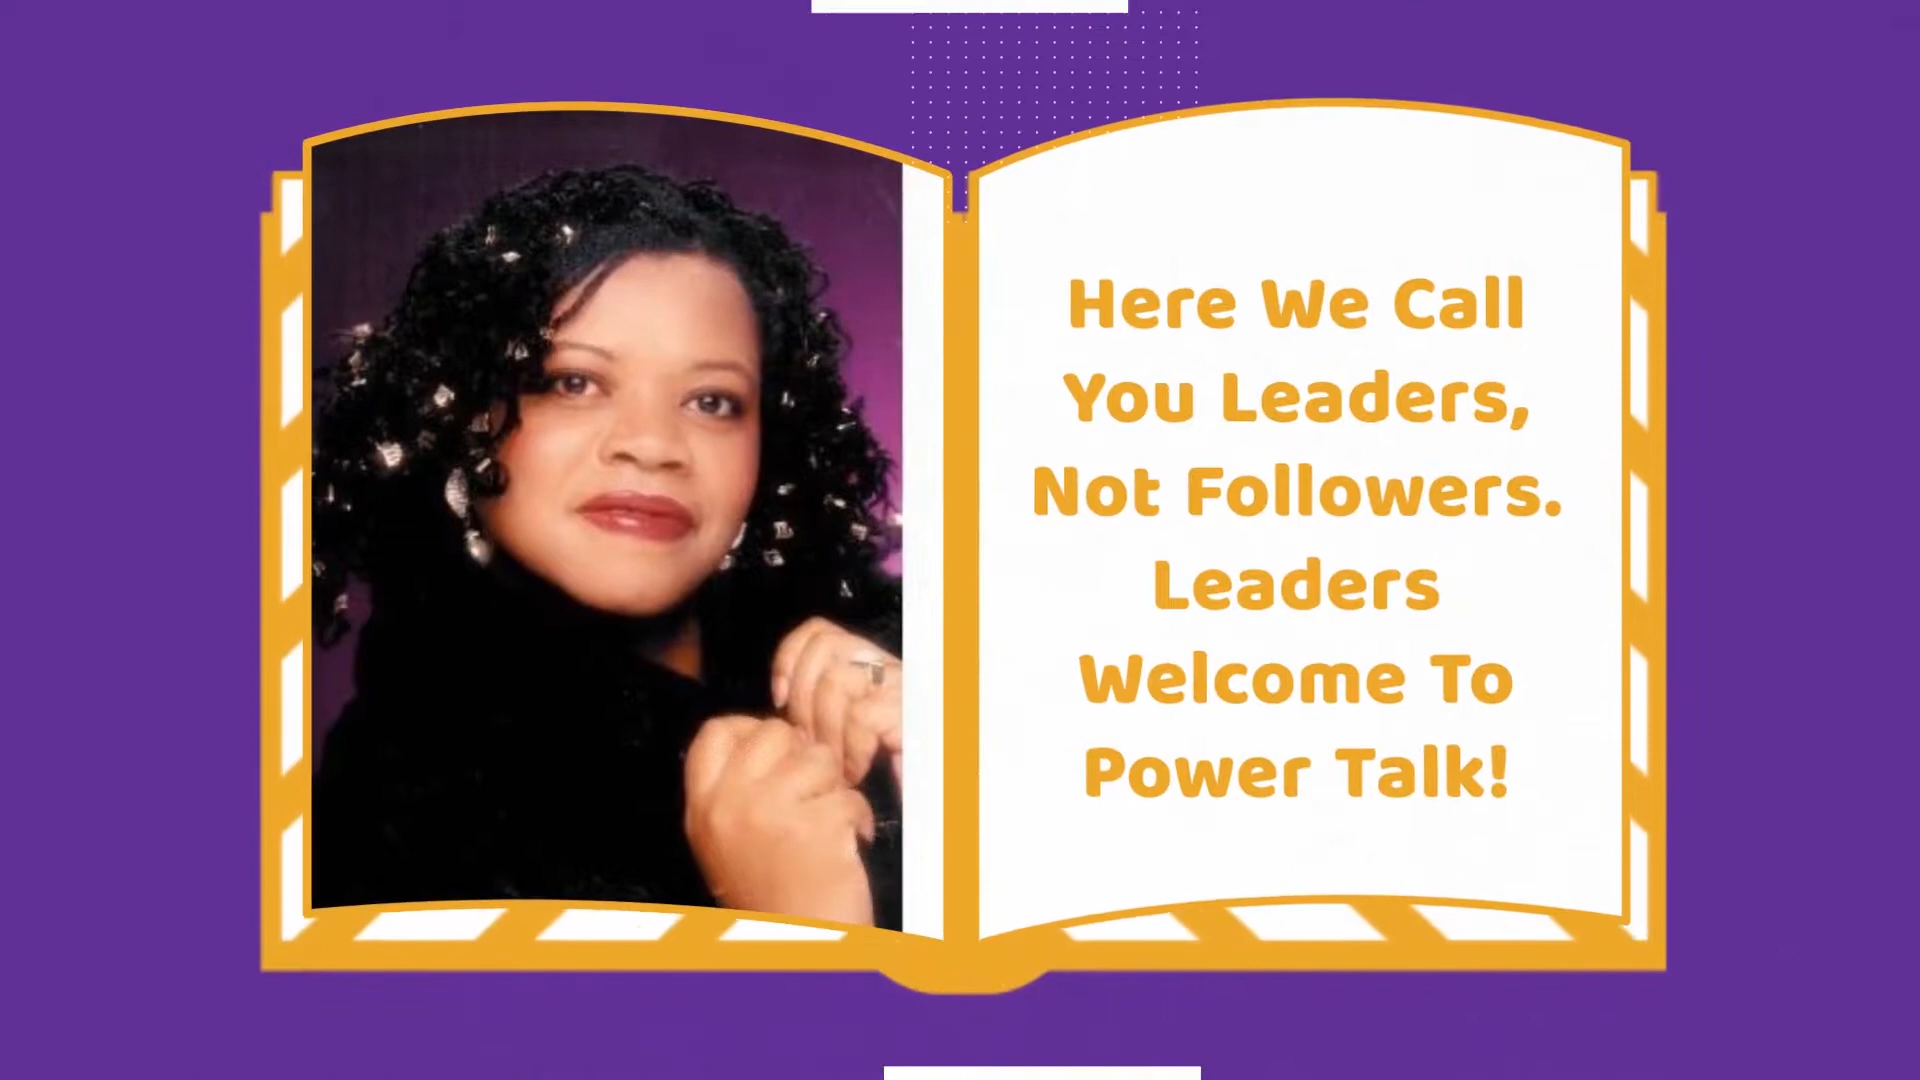 Here We Call
You Leaders,
Not Followers.
Leaders
Welcome To
Power Talk!